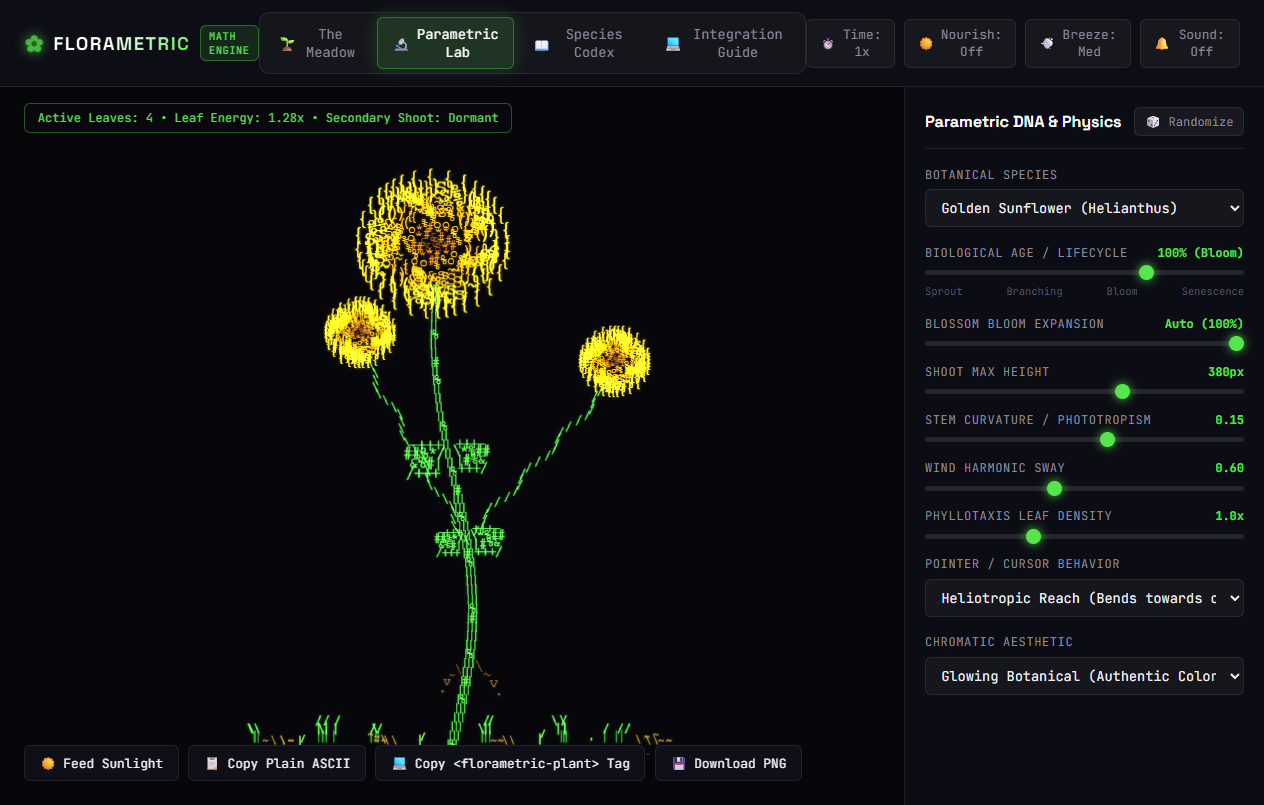 FLORAMETRIC
MATH
ENGINE
The
Meadow
Parametric
Lab
Species
Codex
Integration
Guide
Time:
1x
Nourish:
Off
Breeze:
Med
Sound:
Off
Active Leaves: 4 • Leaf Energy: 1.28x • Secondary Shoot: Dormant
Parametric DNA & Physics
Randomize
BOTANICAL SPECIES
Golden Sunflower (Helianthus)
BIOLOGICAL AGE / LIFECYCLE 100% (Bloom)
Sprout Branching Bloom Senescence
BLOSSOM BLOOM EXPANSION Auto (100%)
SHOOT MAX HEIGHT 380px
STEM CURVATURE / PHOTOTROPISM 0.15
WIND HARMONIC SWAY 0.60
PHYLLOTAXIS LEAF DENSITY 1.0x
POINTER / CURSOR BEHAVIOR
Heliotropic Reach (Bends towards
CHROMATIC AESTHETIC
Glowing Botanical (Authentic Color
Feed Sunlight
Copy Plain ASCII
Copy <florametric-plant> Tag
Download PNG